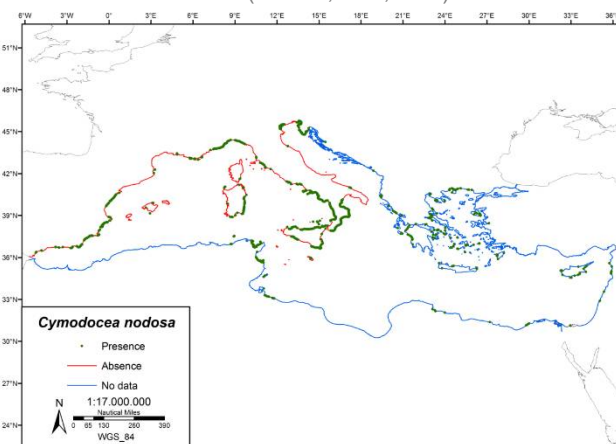 6°W 3°W 0° 3°E 6°E 9°E 12°E 15°E 18°E 21°E 24°E 27°E 30°E 33°E
51°N
48°N
45°N
42°N
39°N
36°N
33°N
30°N
27°N
24°N
Cymodocea nodosa
Presence
Absence
No data
N 1:17.000.000
Nautical Miles
0 65 130 260 390
WGS_84